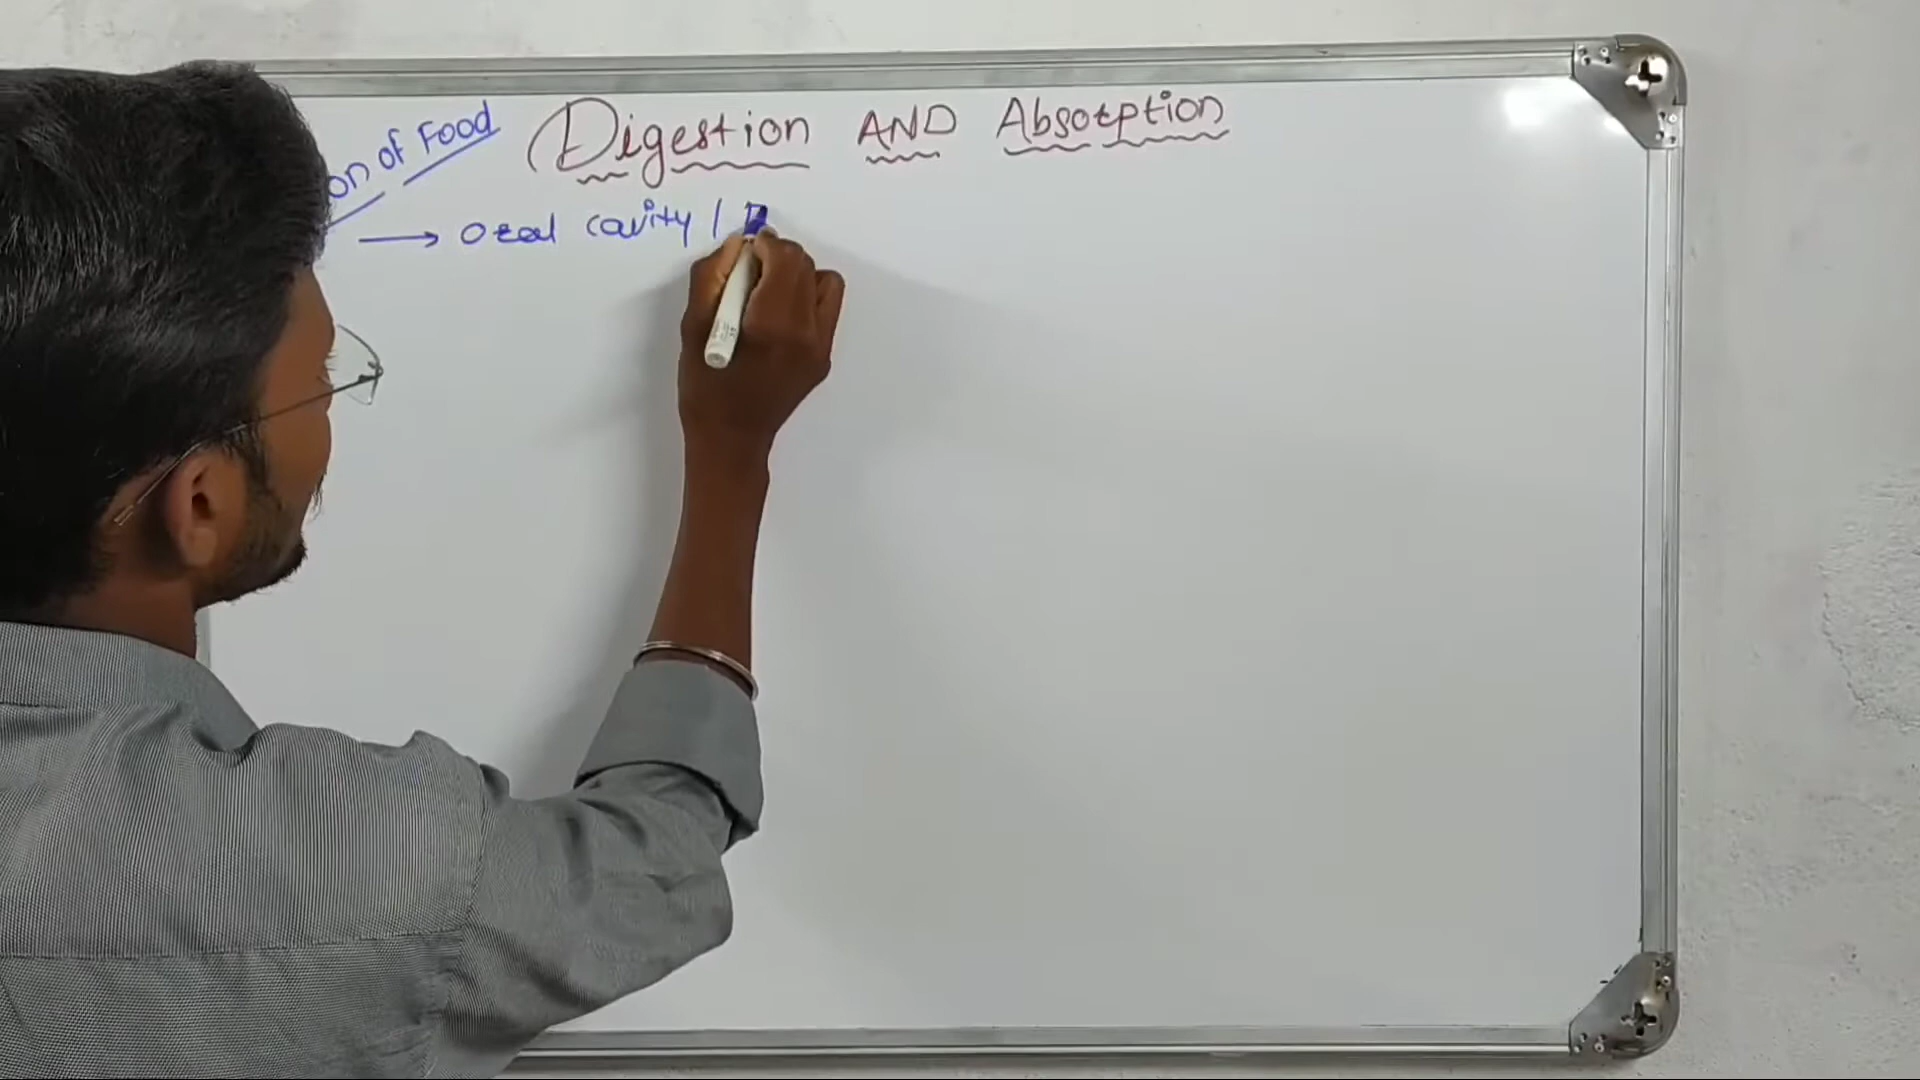 on of Food
Digestion AND Absorption
→ Oral cavity /